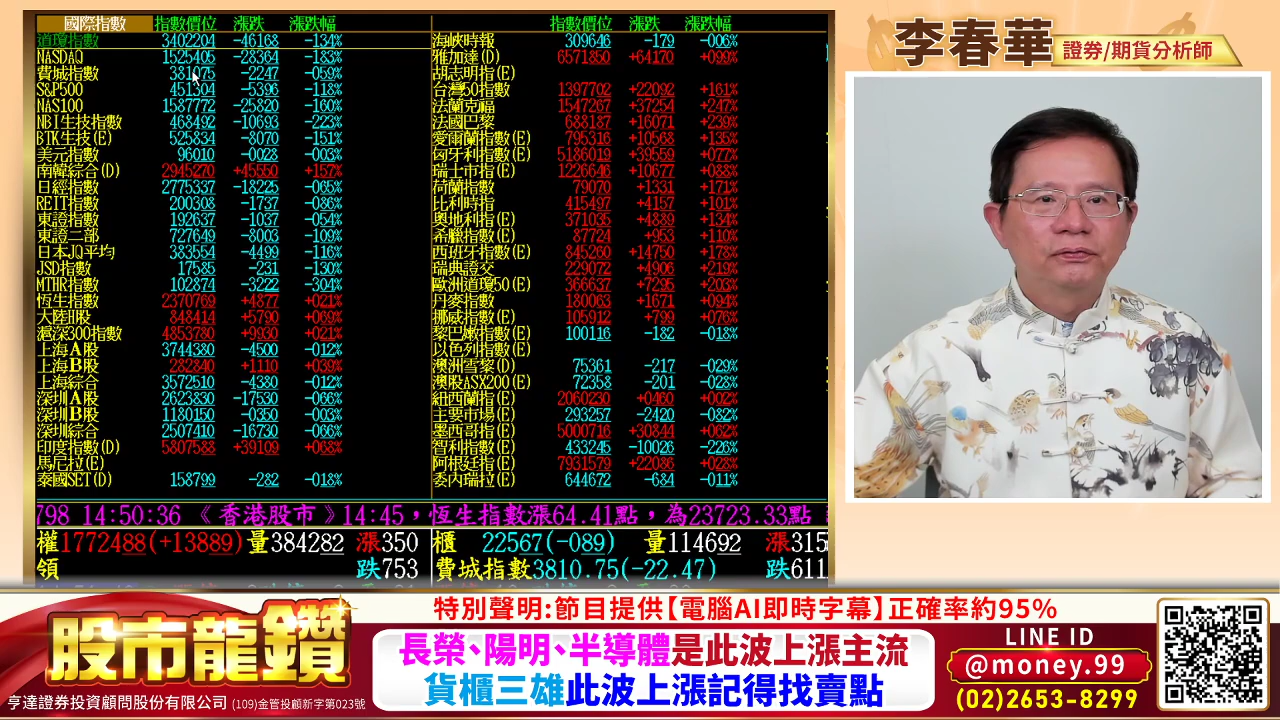 國際指數 指數價位 漲跌 漲跌幅 指數價位 漲跌 漲跌幅
道瓊指數 3402204 -46168 -134% 海峽時報 309646 -179 -006%
NASDAQ 1525405 -28364 -183% 雅加達(D) 6571850 +64170 +099%
費城指數 381075 -2247 -059% 胡志明指(E)
S&P500 451304 -5396 -118% 台灣50指數 1397702 +22092 +161%
NAS100 1587772 -25820 -160% 法蘭克福 1547267 +37254 +247%
NBI生技指數 468492 -10693 -223% 法國巴黎 688187 +16071 +239%
BTK生技(E) 525834 -8070 -151% 愛爾蘭指數(E) 795316 +10568 +135%
美元指數 96010 -0028 -003% 匈牙利指數(E) 5186019 +39559 +077%
南韓綜合(D) 2945270 +45550 +157% 瑞士市指(E) 1226646 +10677 +088%
日經指數 2775337 -18225 -065% 荷蘭指數 79070 +1331 +171%
REIT指數 200308 -1737 -086% 比利時指 415497 +4157 +101%
東證指數 192637 -1037 -054% 奧地利指(E) 371035 +4889 +134%
東證二部 727649 -8003 -109% 希臘指數(E) 87724 +953 +110%
日本JQ平均 383554 -4499 -116% 西班牙指數(E) 845260 +14750 +178%
JSD指數 17585 -231 -130% 瑞典證交 229072 +4906 +219%
MTHR指數 102874 -3222 -304% 歐洲道瓊50(E) 366637 +7295 +203%
恆生指數 2370769 +4877 +021% 丹麥指數 180063 +1671 +094%
大陸H股 848414 +5790 +069% 挪威指數(E) 105912 +799 +076%
滬深300指數 4853780 +9930 +021% 黎巴嫩指數(E) 100116 -182 -018%
上海A股 3744380 -4500 -012% 以色列指數(E)
上海B股 282840 +1110 +039% 澳洲雪黎(D) 75361 -217 -029%
上海綜合 3572510 -4380 -012% 澳股ASX200(E) 72358 -201 -028%
深圳A股 2623830 -17530 -066% 紐西蘭指(E) 2060230 +0460 +002%
深圳B股 1180150 -0350 -003% 主要市場(E) 293257 -2420 -082%
深圳綜合 2507410 -16730 -066% 墨西哥指(E) 5000716 +30844 +062%
印度指數(D) 5807588 +39109 +068% 智利指數(E) 433245 -10026 -226%
馬尼拉(E) 阿根廷指(E) 7931579 +22086 +028%
泰國SET(D) 158799 -282 -018% 委內瑞拉(E) 644672 -684 -011%
798 14:50:36 《香港股市》14:45，恆生指數漲64.41點，為23723.33點
權1772488(+13889) 量384282 漲350 櫃 22567(-089) 量114692 漲315
領 跌753 費城指數3810.75(-22.47) 跌611
李春華 證券/期貨分析師
股市龍鑽
亨達證券投資顧問股份有限公司 (109)金管投顧新字第023號
特別聲明:節目提供【電腦AI即時字幕】正確率約95%
長榮、陽明、半導體是此波上漲主流
貨櫃三雄此波上漲記得找賣點
LINE ID
@money.99
(02)2653-8299